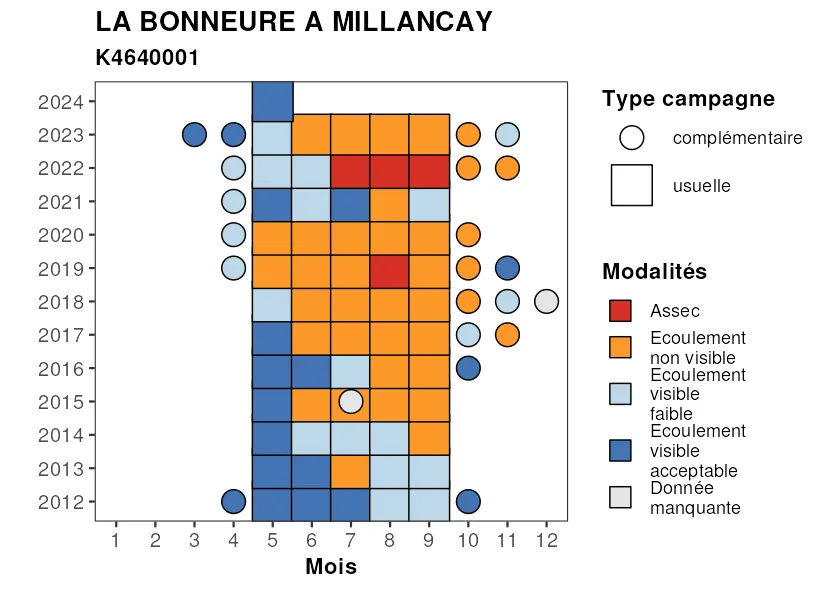 LA BONNEURE A MILLANCAY
K4640001
2024
2023
2022
2021
2020
2019
2018
2017
2016
2015
2014
2013
2012
1 2 3 4 5 6 7 8 9 10 11 12
Mois
Type campagne
complémentaire
usuelle
Modalités
Assec
Ecoulement
non visible
Ecoulement
visible
faible
Ecoulement
visible
acceptable
Donnée
manquante